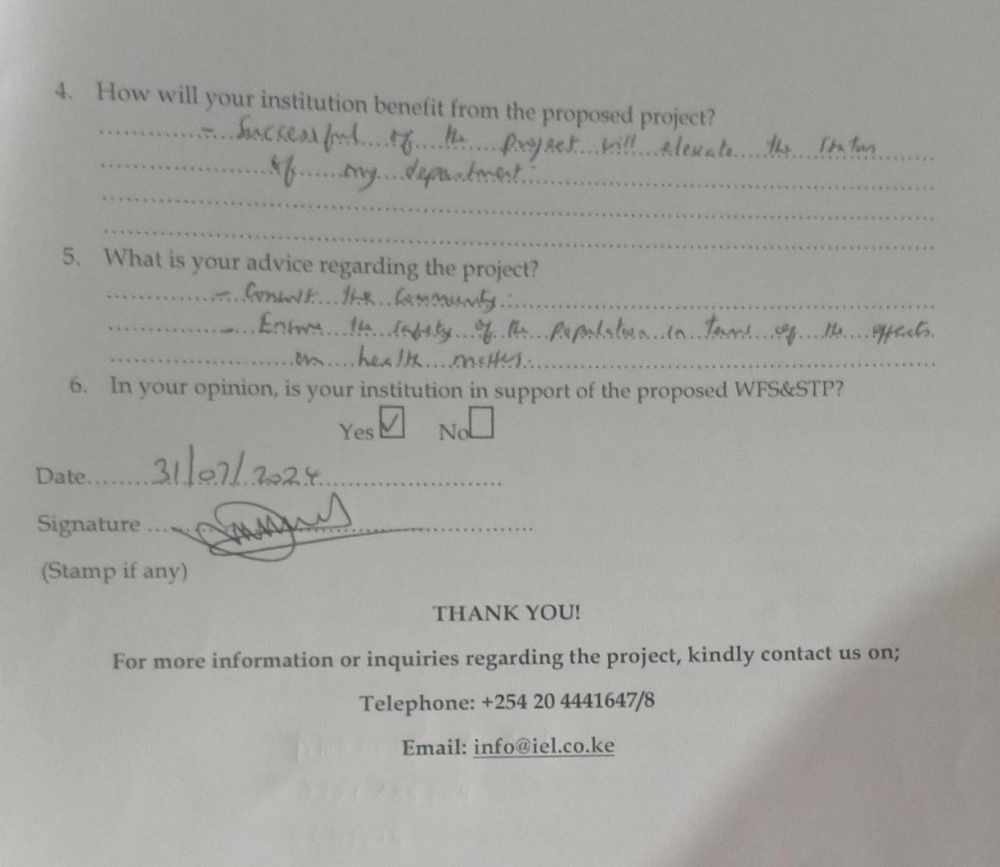 4. How will your institution benefit from the proposed project?
- Successful of the project will elevate the status
of my department.
5. What is your advice regarding the project?
- Consult the community.
- Ensure the safety of the population in terms of the effects
on health matters.
6. In your opinion, is your institution in support of the proposed WFS&STP?
Yes ☑ No ☐
Date........31/07/2024........
Signature
(Stamp if any)
THANK YOU!
For more information or inquiries regarding the project, kindly contact us on;
Telephone: +254 20 4441647/8
Email: info@iel.co.ke